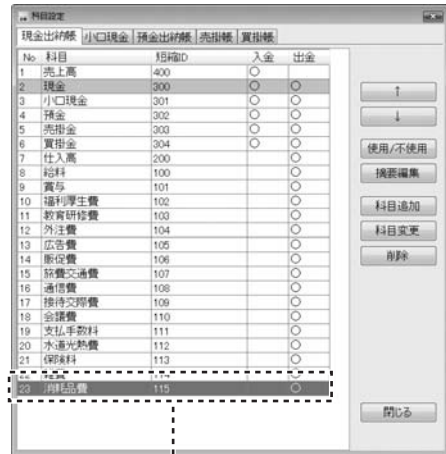 科目設定
現金出納帳 小口現金 預金出納帳 売掛帳 買掛帳
No 科目 短縮ID 入金 出金
1 売上高 400 ○
2 現金 300 ○ ○
3 小口現金 301 ○ ○
4 預金 302 ○ ○
5 売掛金 303 ○ ○
6 買掛金 304 ○ ○
7 仕入高 200 ○
8 給料 100 ○
9 賞与 101 ○
10 福利厚生費 102 ○
11 教育研修費 103 ○
12 外注費 104 ○
13 広告費 105 ○
14 販促費 106 ○
15 旅費交通費 107 ○
16 通信費 108 ○
17 接待交際費 109 ○
18 会議費 110 ○
19 支払手数料 111 ○
20 水道光熱費 112 ○
21 保険料 113 ○
22 雑費 114 ○
23 消耗品費 115 ○
↑
↓
使用/不使用
摘要編集
科目追加
科目変更
削除
閉じる